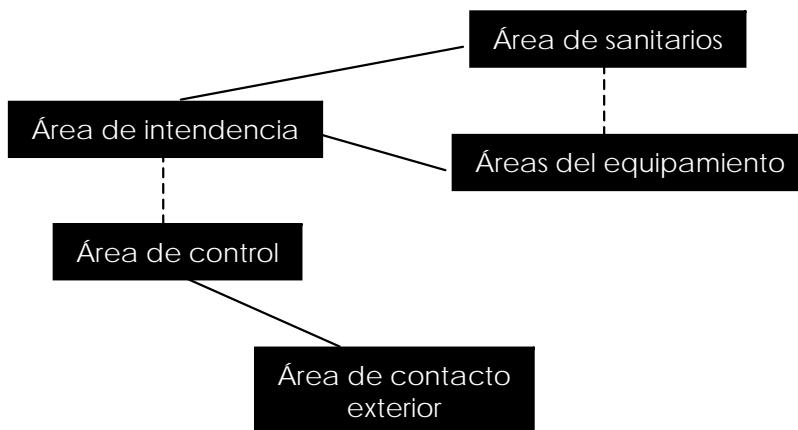 Área de sanitarios
Área de intendencia
Áreas del equipamiento
Área de control
Área de contacto
exterior